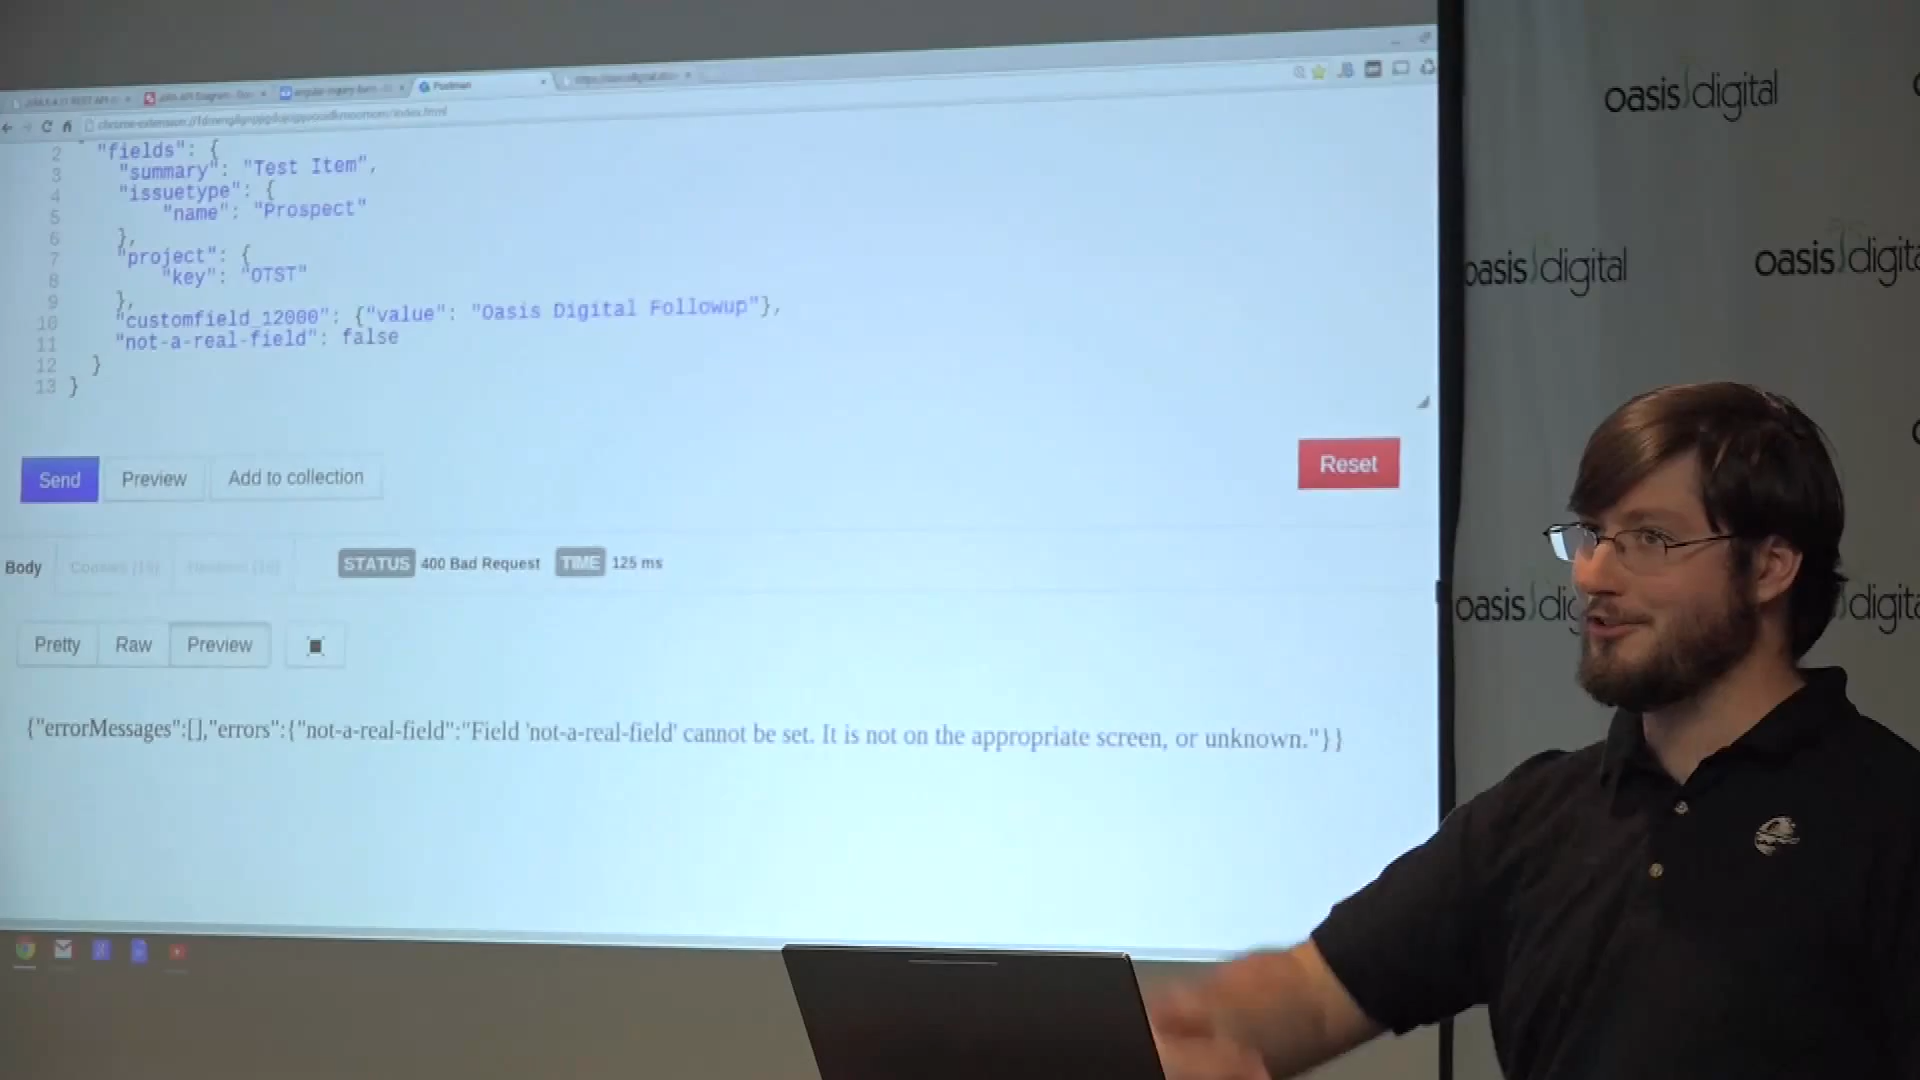 Postman
2 "fields": {
3 "summary": "Test Item",
4 "issuetype": {
5 "name": "Prospect"
6 },
7 "project": {
8 "key": "OTST"
9 },
10 "customfield_12000": {"value": "Oasis Digital Followup"},
11 "not-a-real-field": false
12 }
13 }
Send Preview Add to collection Reset
Body Cookies STATUS 400 Bad Request TIME 125 ms
Pretty Raw Preview
{"errorMessages":[],"errors":{"not-a-real-field":"Field 'not-a-real-field' cannot be set. It is not on the appropriate screen, or unknown."}}
oasis digital
oasis digital
oasis digital
oasis dig
digital